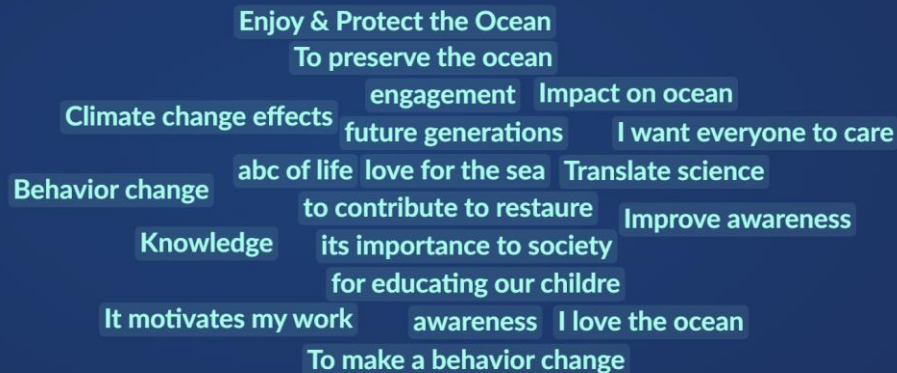 Enjoy & Protect the Ocean
To preserve the ocean
engagement
Impact on ocean
Climate change effects
future generations
I want everyone to care
abc of life
love for the sea
Translate science
Behavior change
to contribute to restaure
Improve awareness
Knowledge
its importance to society
for educating our childre
It motivates my work
awareness
I love the ocean
To make a behavior change